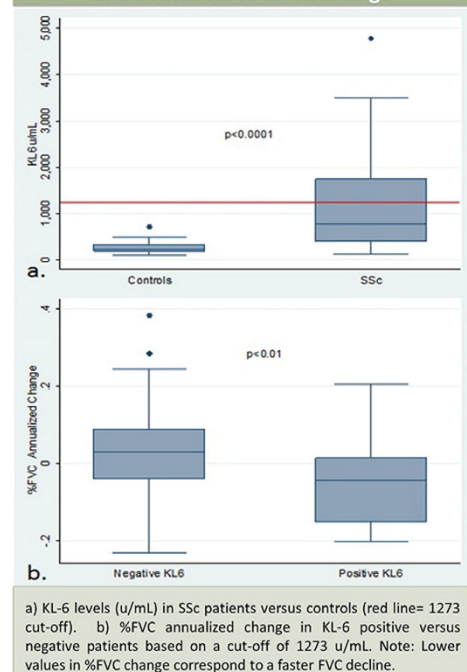 5,000
4,000
3,000
2,000
1,000
0
KL6 u/mL
p<0.0001
a.
Controls
SSc
.4
.2
0
-.2
%FVC Annualized Change
p<0.01
b.
Negative KL6
Positive KL6
a) KL-6 levels (u/mL) in SSc patients versus controls (red line= 1273
cut-off). b) %FVC annualized change in KL-6 positive versus
negative patients based on a cut-off of 1273 u/mL. Note: Lower
values in %FVC change correspond to a faster FVC decline.